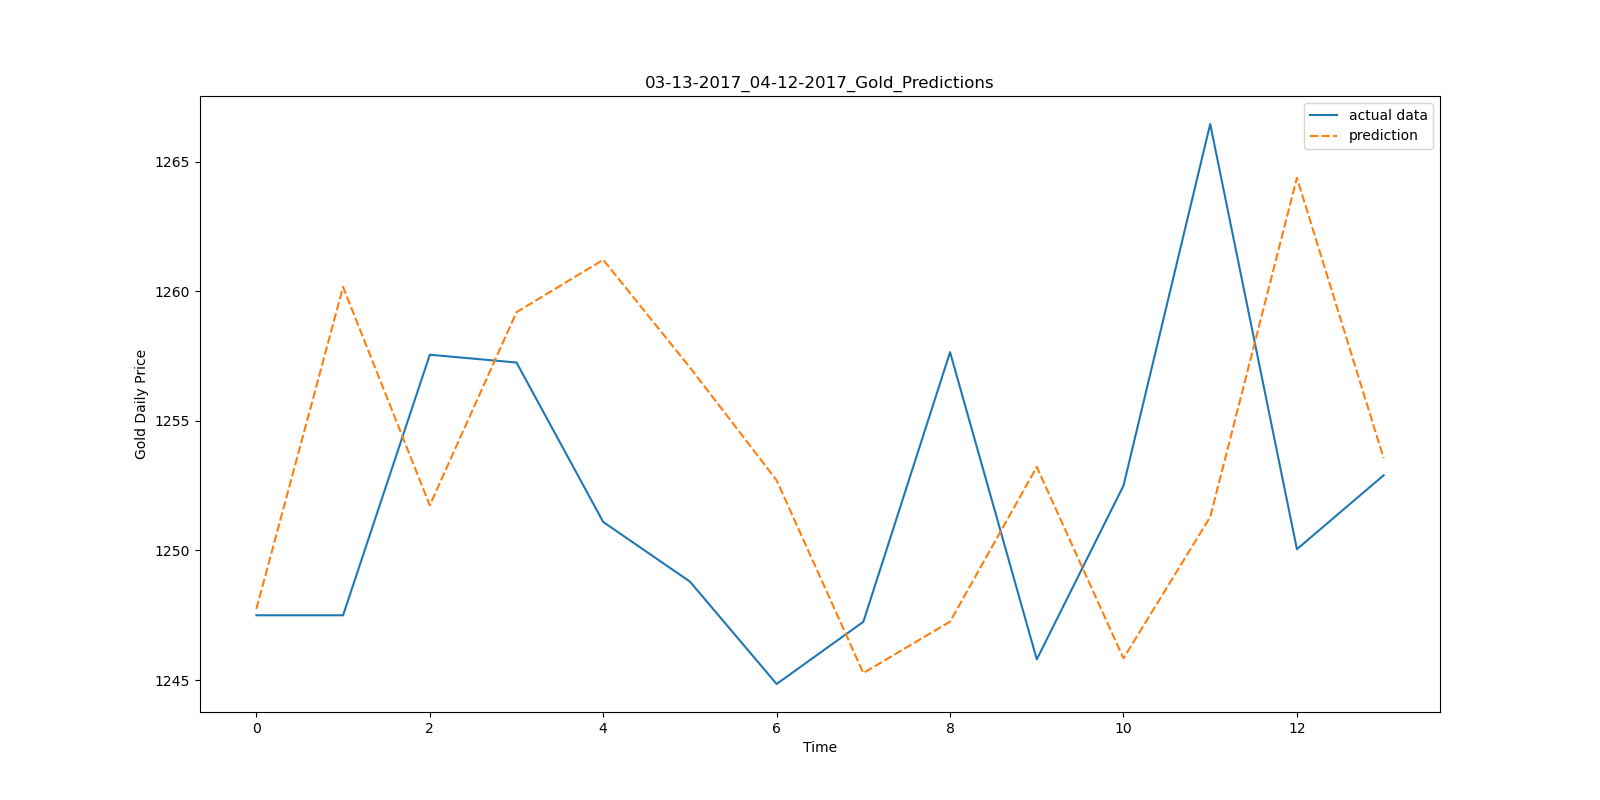 03-13-2017_04-12-2017_Gold_Predictions
actual data
prediction
Gold Daily Price
1265
1260
1255
1250
1245
0 2 4 6 8 10 12
Time